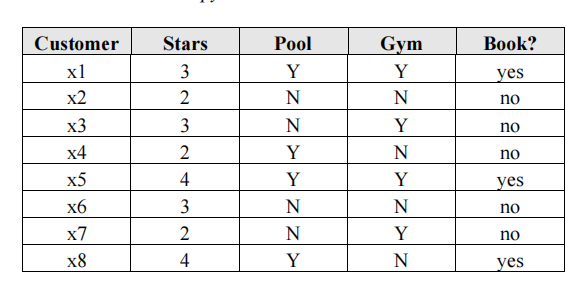 Customer Stars Pool Gym Book?
x1 3 Y Y yes
x2 2 N N no
x3 3 N Y no
x4 2 Y N no
x5 4 Y Y yes
x6 3 N N no
x7 2 N Y no
x8 4 Y N yes